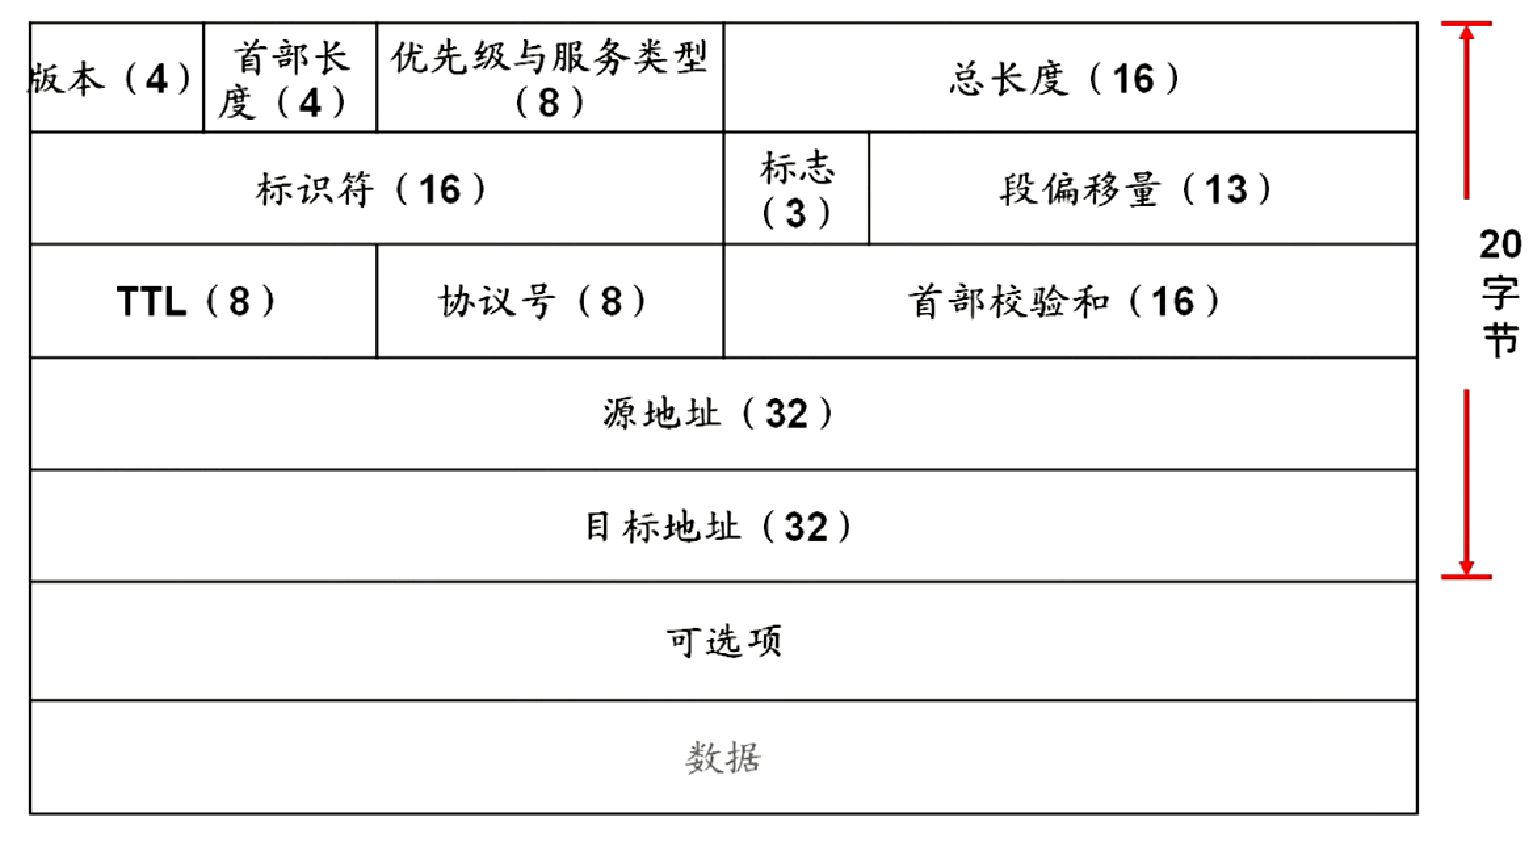 版本（4）
首部长
度（4）
优先级与服务类型
（8）
总长度（16）
标识符（16）
标志
（3）
段偏移量（13）
TTL（8）
协议号（8）
首部校验和（16）
源地址（32）
目标地址（32）
可选项
数据
20
字
节